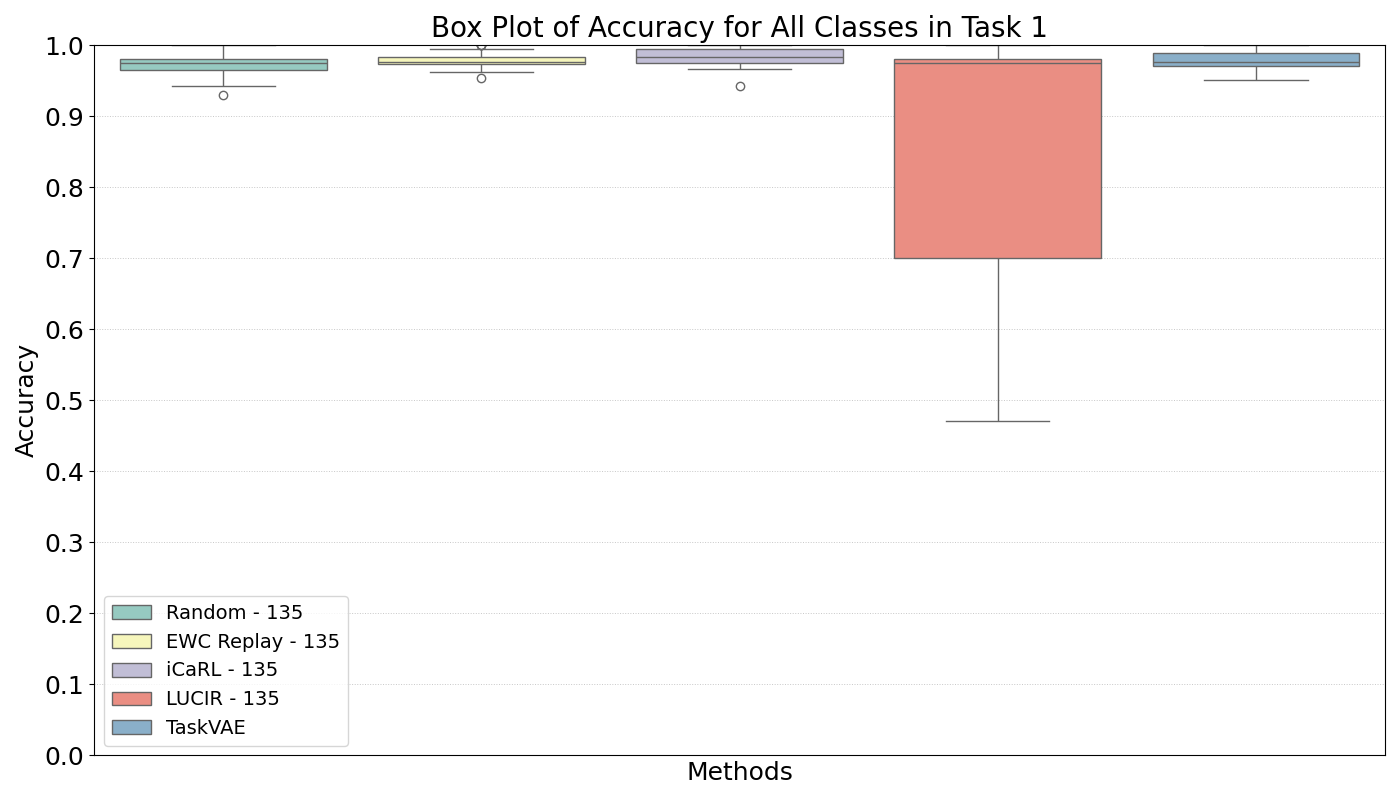 Box Plot of Accuracy for All Classes in Task 1
1.0
0.9
0.8
0.7
0.6
0.5
0.4
0.3
0.2
0.1
0.0
Accuracy
Methods
Random - 135
EWC Replay - 135
iCaRL - 135
LUCIR - 135
TaskVAE